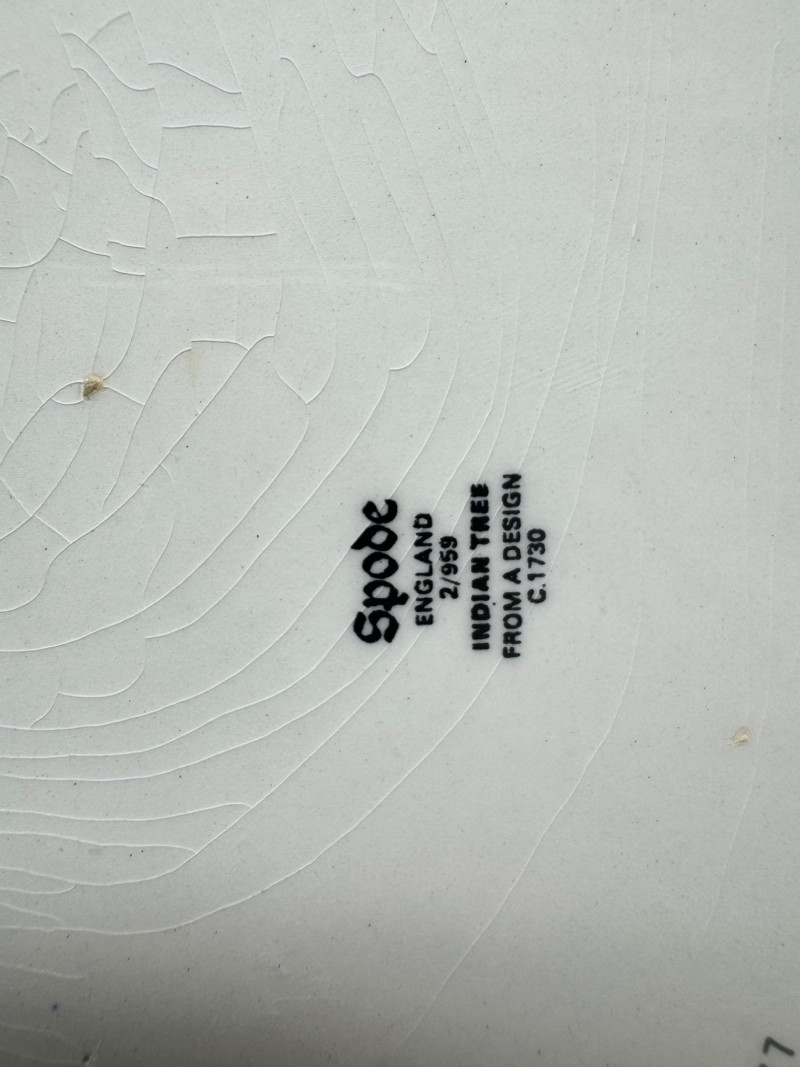 Spode
ENGLAND
2/959
INDIAN TREE
FROM A DESIGN
C.1730